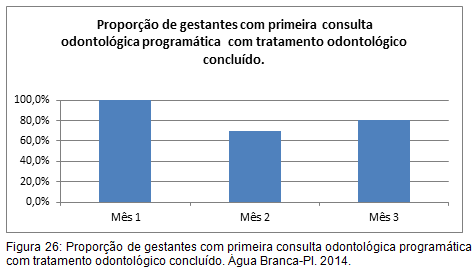 Proporção de gestantes com primeira consulta
odontológica programática com tratamento odontológico
concluído.
100,0%
80,0%
60,0%
40,0%
20,0%
0,0%
Mês 1 Mês 2 Mês 3
Figura 26: Proporção de gestantes com primeira consulta odontológica programática
com tratamento odontológico concluído. Água Branca-PI. 2014.